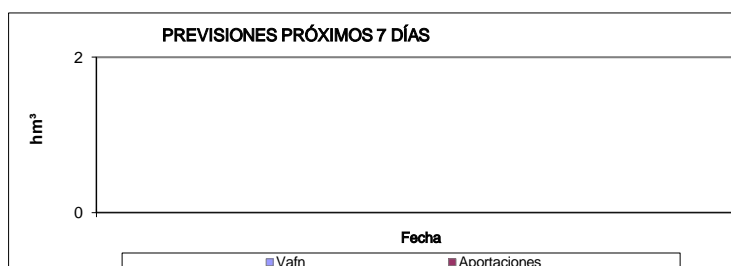 PREVISIONES PRÓXIMOS 7 DÍAS
2
hm³
0
Fecha
Vafn Aportaciones